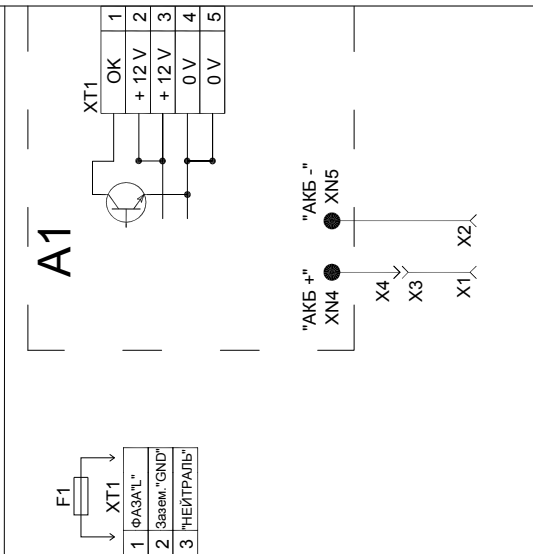 XT1
OK 1
+ 12 V 2
+ 12 V 3
0 V 4
0 V 5
A1
"АКБ +"
XN4
"АКБ -"
XN5
X4
X3
X1
X2
F1
XT1
1 ФАЗА"L"
2 Зазем."GND"
3 "НЕЙТРАЛЬ"